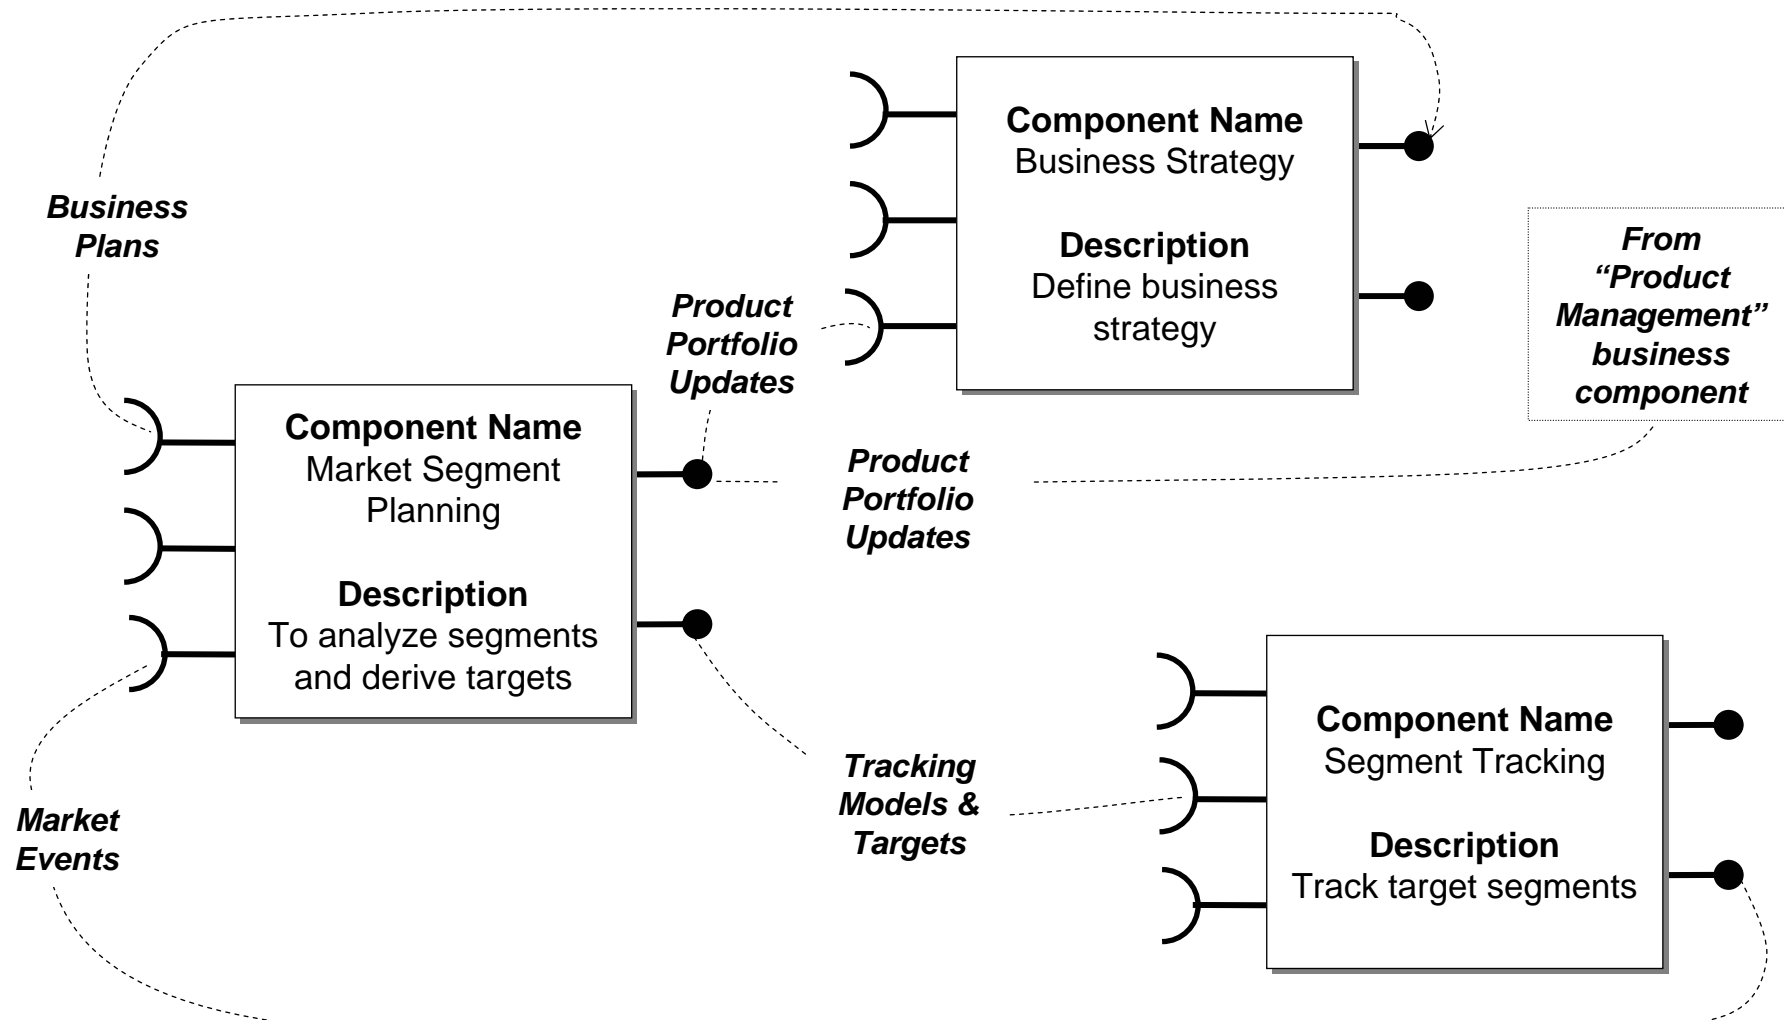 Component Name
Business Strategy
Description
Define business
strategy
Business
Plans
From
“Product
Management”
business
component
Product
Portfolio
Updates
Component Name
Market Segment
Planning
Description
To analyze segments
and derive targets
Product
Portfolio
Updates
Component Name
Segment Tracking
Description
Track target segments
Tracking
Models &
Targets
Market
Events